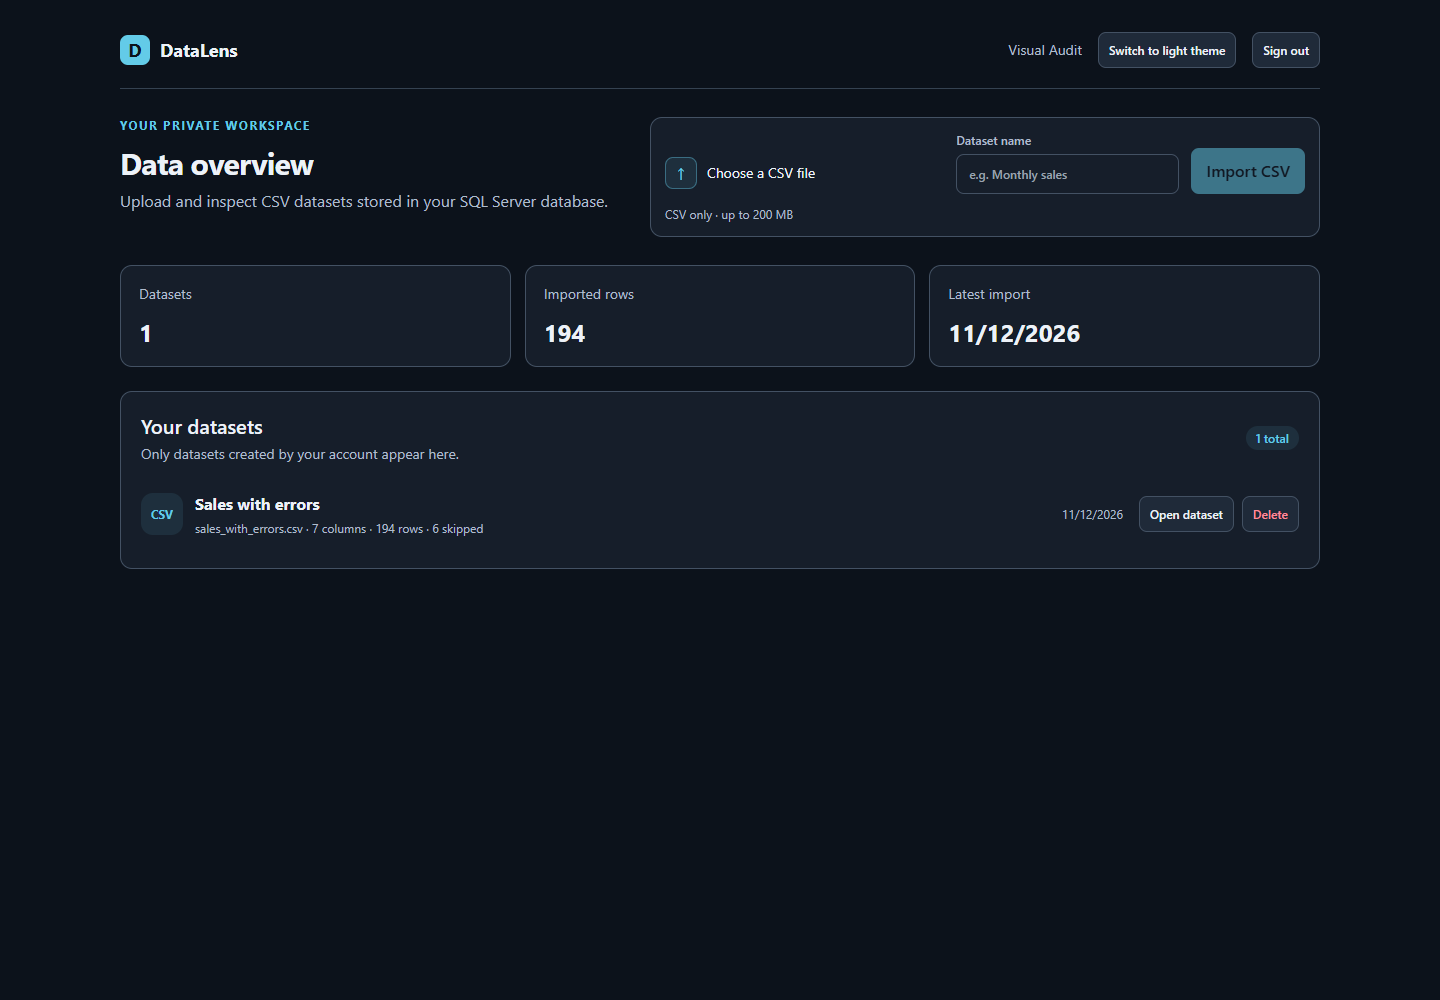 D DataLens
Visual Audit
Switch to light theme
Sign out
YOUR PRIVATE WORKSPACE
Data overview
Upload and inspect CSV datasets stored in your SQL Server database.
↑ Choose a CSV file
CSV only · up to 200 MB
Dataset name
e.g. Monthly sales
Import CSV
Datasets
1
Imported rows
194
Latest import
11/12/2026
Your datasets
Only datasets created by your account appear here.
1 total
CSV
Sales with errors
sales_with_errors.csv · 7 columns · 194 rows · 6 skipped
11/12/2026
Open dataset
Delete